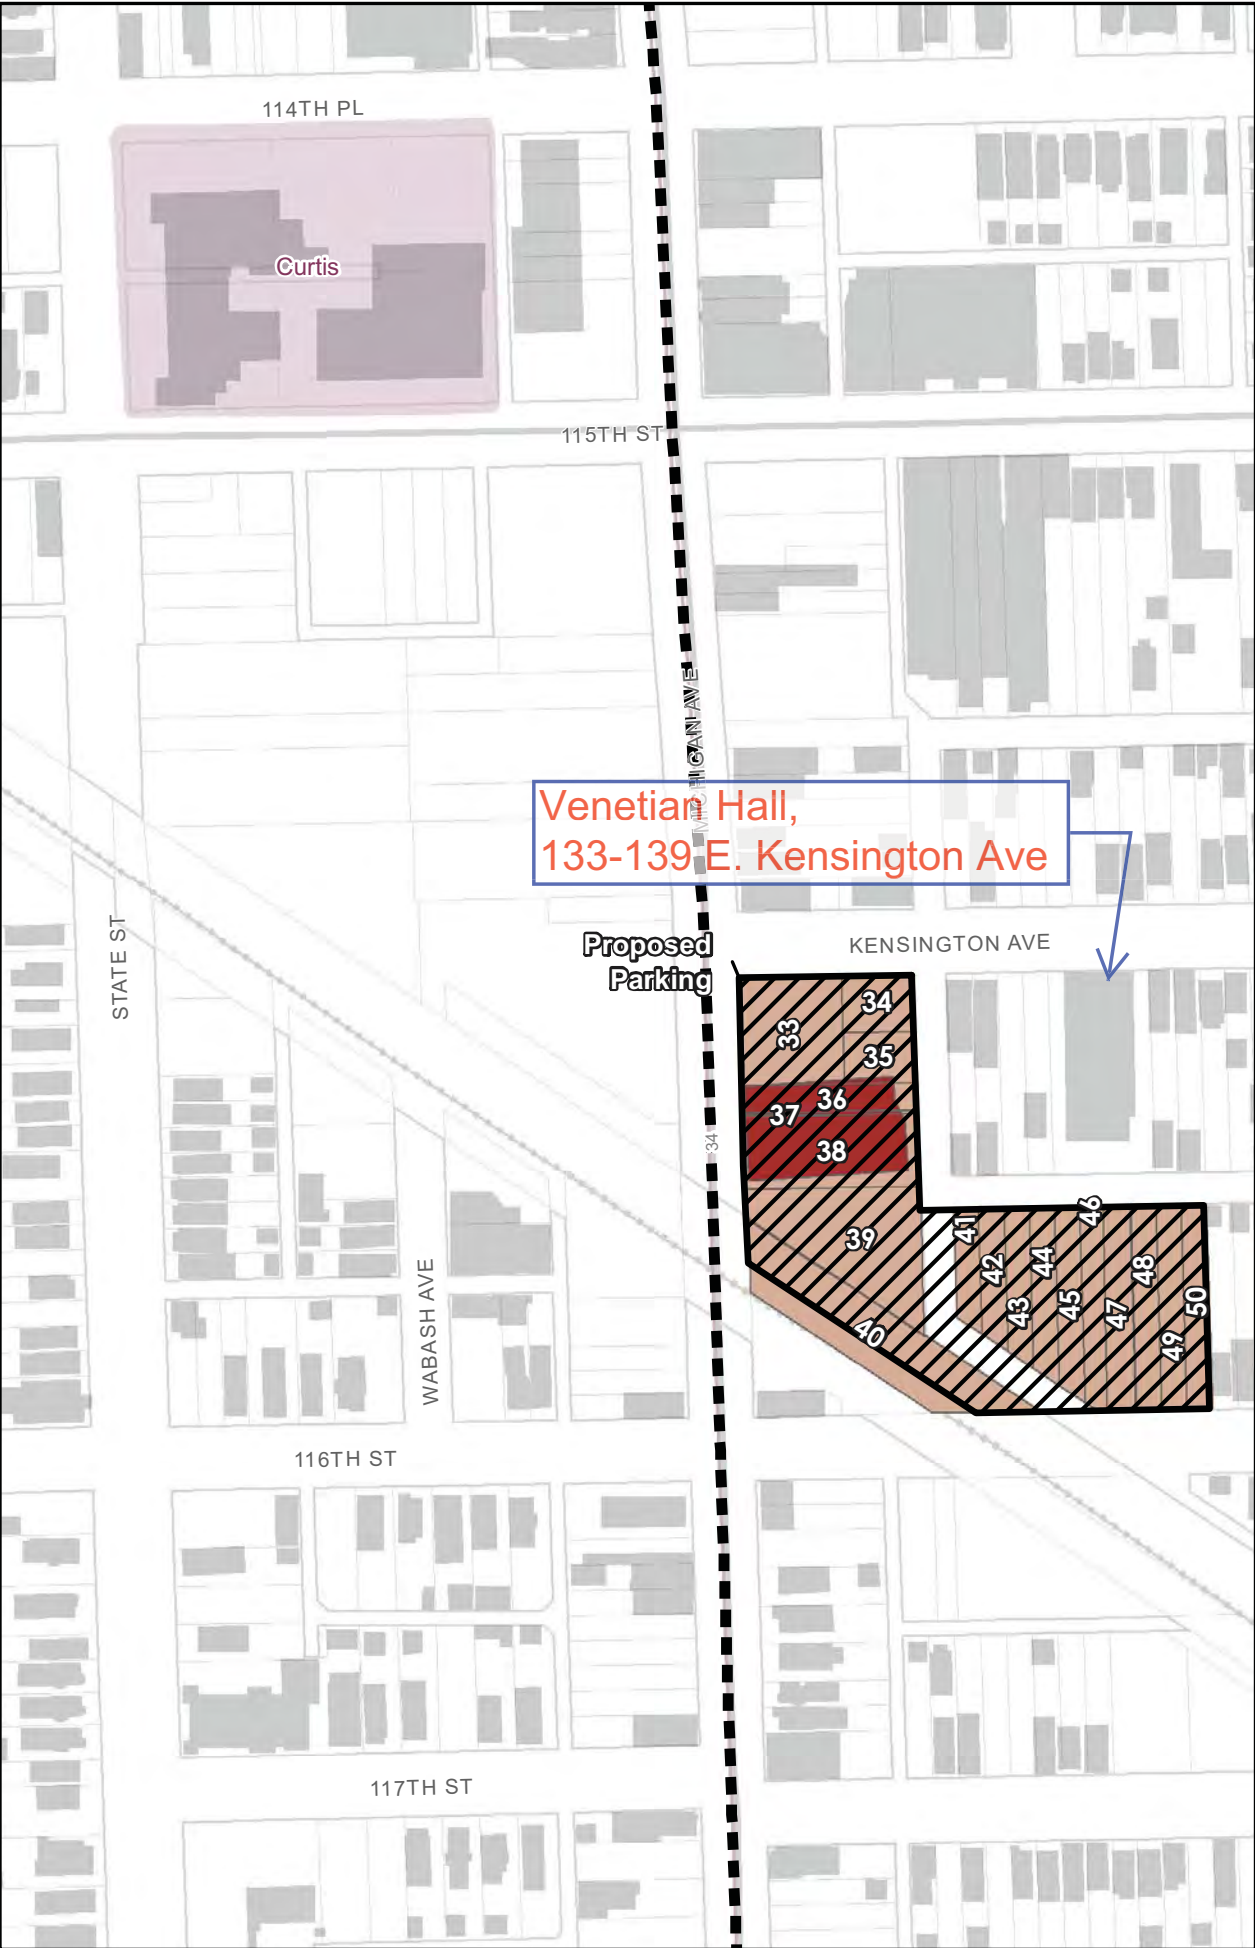 114TH PL
Curtis
115TH ST
MICHIGAN AVE
Venetian Hall,
133-139 E. Kensington Ave
STATE ST
Proposed
Parking
KENSINGTON AVE
33
34
35
36
37
38
34
39
40
41
42
43
44
45
46
47
48
49
50
WABASH AVE
116TH ST
117TH ST